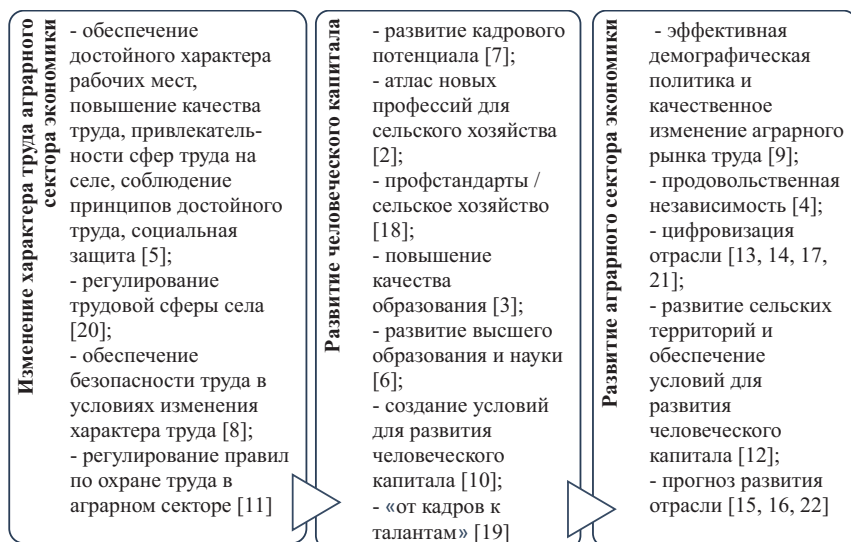 Изменение характера труда аграрного
сектора экономики
- обеспечение
достойного характера
рабочих мест,
повышение качества
труда, привлекатель-
ности сфер труда на
селе, соблюдение
принципов достойного
труда, социальная
защита [5];
- регулирование
трудовой сферы села
[20];
- обеспечение
безопасности труда в
условиях изменения
характера труда [8];
- регулирование правил
по охране труда в
аграрном секторе [11]
Развитие человеческого капитала
- развитие кадрового
потенциала [7];
- атлас новых
профессий для
сельского хозяйства
[2];
- профстандарты /
сельское хозяйство
[18];
- повышение
качества
образования [3];
- развитие высшего
образования и науки
[6];
- создание условий
для развития
человеческого
капитала [10];
- «от кадров к
талантам» [19]
Развитие аграрного сектора экономики
- эффективная
демографическая
политика и
качественное
изменение аграрного
рынка труда [9];
- продовольственная
независимость [4];
- цифровизация
отрасли [13, 14, 17,
21];
- развитие сельских
территорий и
обеспечение
условий для
развития
человеческого
капитала [12];
- прогноз развития
отрасли [15, 16, 22]